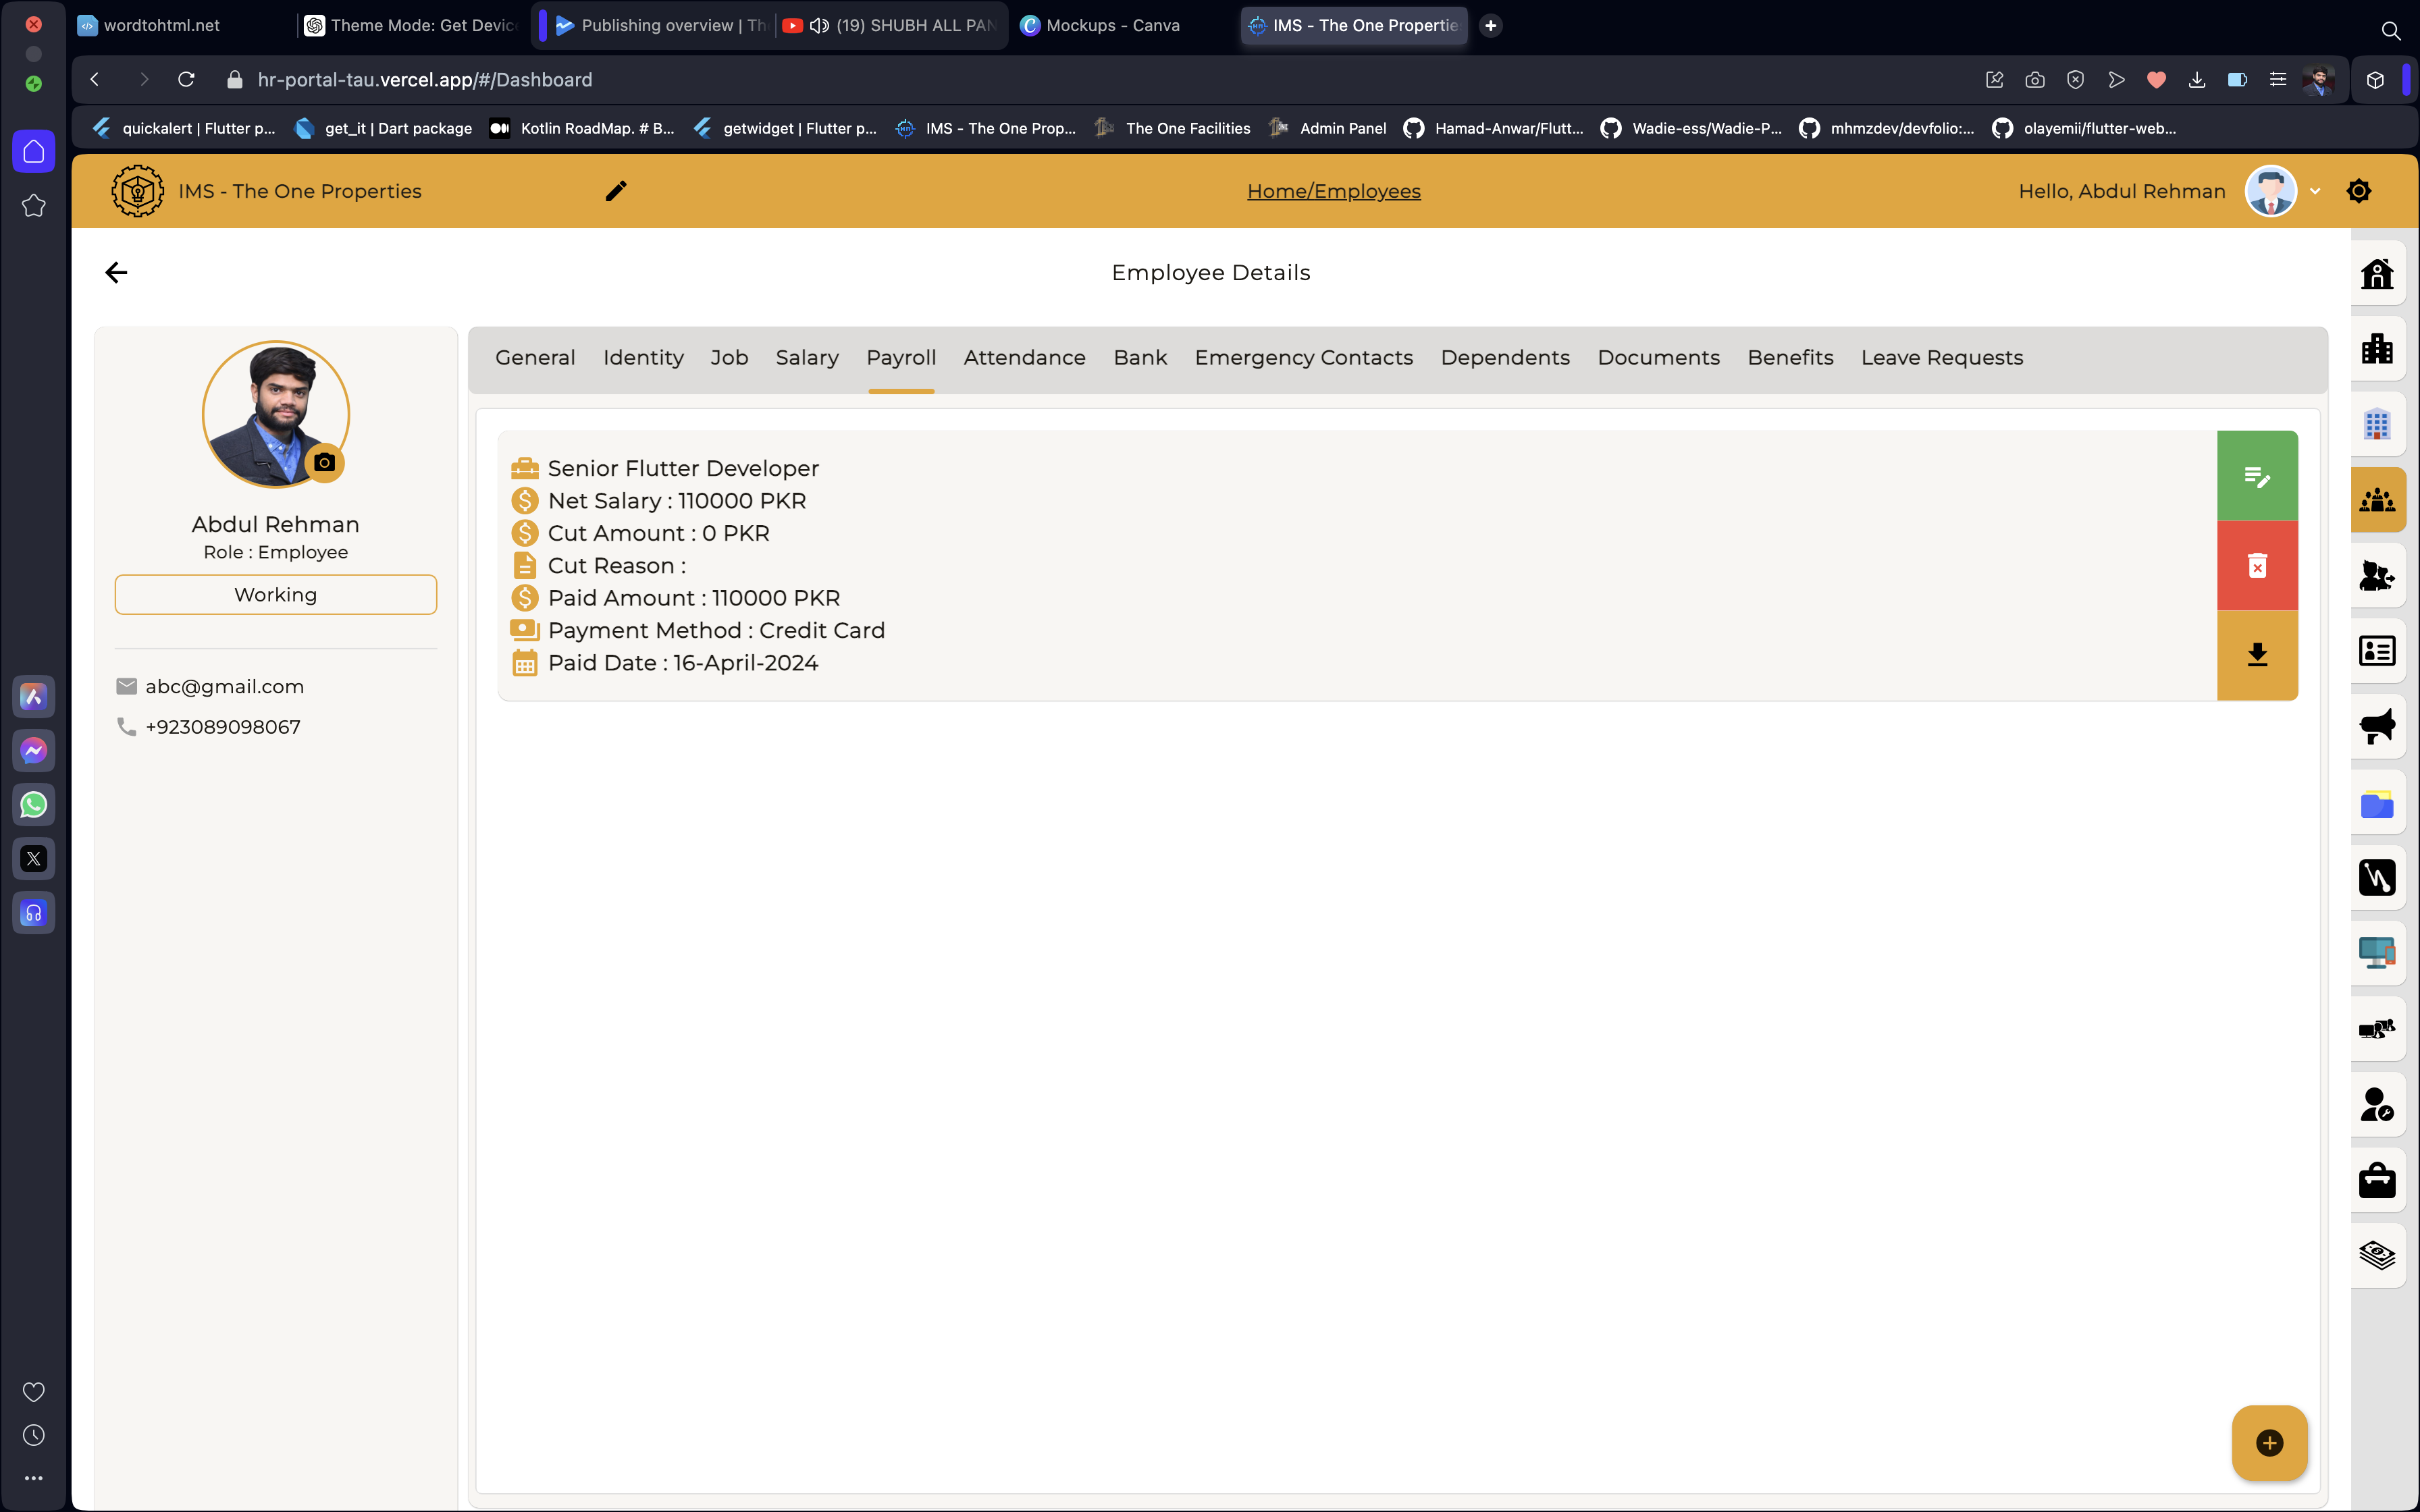 wordtohtml.net
Theme Mode: Get Device
Publishing overview | Th
(19) SHUBH ALL PAN
Mockups - Canva
IMS - The One Propertie
hr-portal-tau.vercel.app/#/Dashboard
quickalert | Flutter p...
get_it | Dart package
Kotlin RoadMap. # B...
getwidget | Flutter p...
IMS - The One Prop...
The One Facilities
Admin Panel
Hamad-Anwar/Flutt...
Wadie-ess/Wadie-P...
mhmzdev/devfolio:...
olayemii/flutter-web...
IMS - The One Properties
Home/Employees
Hello, Abdul Rehman
Employee Details
Abdul Rehman
Role : Employee
Working
abc@gmail.com
+923089098067
General Identity Job Salary Payroll Attendance Bank Emergency Contacts Dependents Documents Benefits Leave Requests
Senior Flutter Developer
Net Salary : 110000 PKR
Cut Amount : 0 PKR
Cut Reason :
Paid Amount : 110000 PKR
Payment Method : Credit Card
Paid Date : 16-April-2024